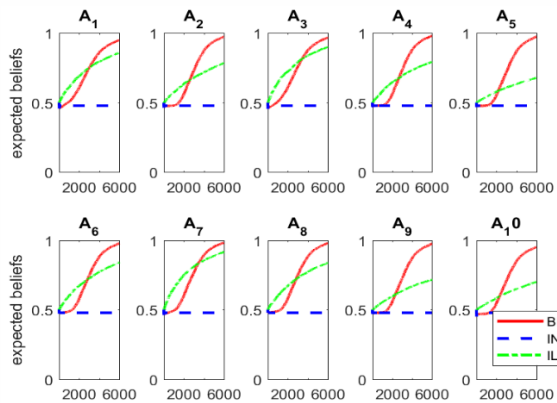 A1 A2 A3 A4 A5
expected beliefs
1 1 1 1 1
0.5 0.5 0.5 0.5 0.5
0 0 0 0 0
2000 6000 2000 6000 2000 6000 2000 6000 2000 6000
A6 A7 A8 A9 A10
expected beliefs
1 1 1 1 1
0.5 0.5 0.5 0.5 0.5
0 0 0 0 0
2000 6000 2000 6000 2000 6000 2000 6000 2000 6000
B
IN
IL